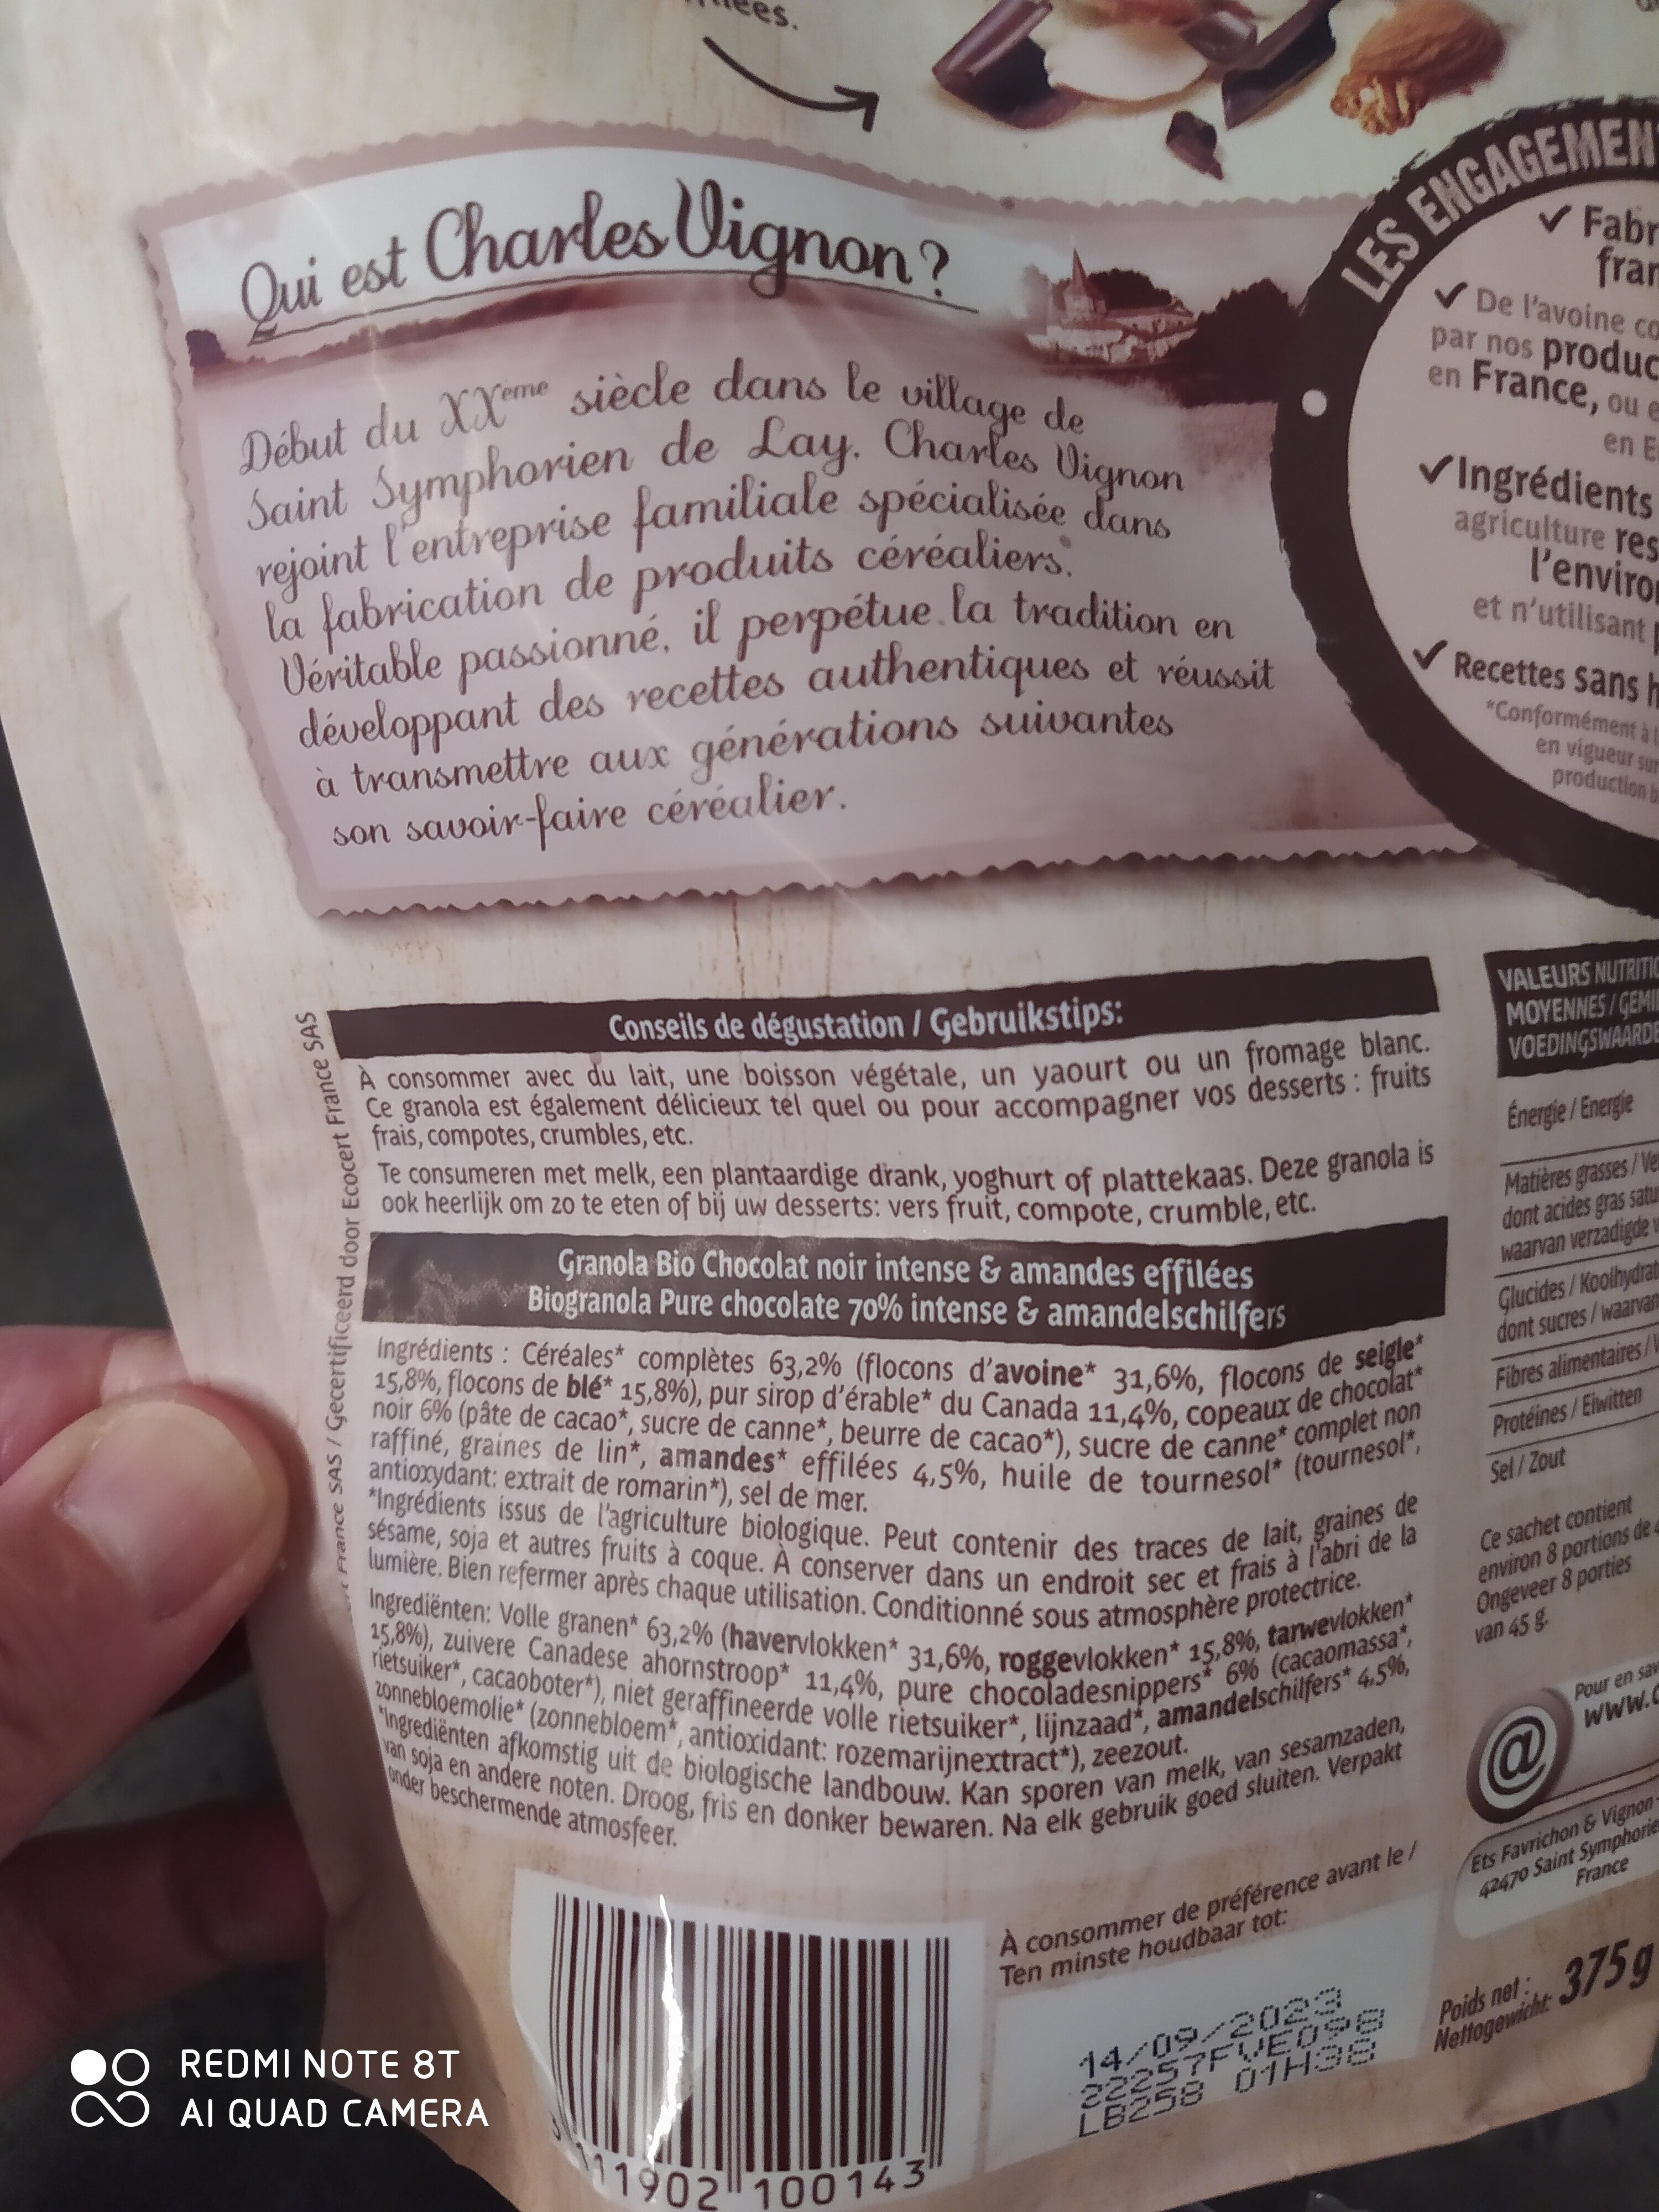 Qui est Charles Vignon ?
Début du XXème siècle dans le village de
Saint Symphorien de Lay, Charles Vignon
rejoint l'entreprise familiale spécialisée dans
la fabrication de produits céréaliers.
Véritable passionné, il perpétue la tradition en
développant des recettes authentiques et réussit
à transmettre aux générations suivantes
son savoir-faire céréalier.
LES ENGAGEMEN
✓ Fabr
fran
✓ De l'avoine co
par nos produc
en France, ou e
en E
✓ Ingrédients
agriculture res
l'enviro
et n'utilisant
✓ Recettes sans h
*Conformément à l
en vigueur sur
production b
France SAS / Gecertificeerd door Ecocert France SAS
Conseils de dégustation / Gebruikstips:
À consommer avec du lait, une boisson végétale, un yaourt ou un fromage blanc.
Ce granola est également délicieux tel quel ou pour accompagner vos desserts : fruits
frais, compotes, crumbles, etc.
Te consumeren met melk, een plantaardige drank, yoghurt of plattekaas. Deze granola is
ook heerlijk om zo te eten of bij uw desserts: vers fruit, compote, crumble, etc.
Granola Bio Chocolat noir intense & amandes effilées
Biogranola Pure chocolate 70% intense & amandelschilfers
Ingrédients : Céréales* complètes 63,2% (flocons d'avoine* 31,6%, flocons de seigle*
15,8%, flocons de blé* 15,8%), pur sirop d'érable* du Canada 11,4%, copeaux de chocolat*
noir 6% (pâte de cacao*, sucre de canne*, beurre de cacao*), sucre de canne* complet non
raffiné, graines de lin*, amandes* effilées 4,5%, huile de tournesol* (tournesol*,
antioxydant: extrait de romarin*), sel de mer.
*Ingrédients issus de l'agriculture biologique. Peut contenir des traces de lait, graines de
sésame, soja et autres fruits à coque. À conserver dans un endroit sec et frais à l'abri de la
lumière. Bien refermer après chaque utilisation. Conditionné sous atmosphère protectrice.
Ingrediënten: Volle granen* 63,2% (havervlokken* 31,6%, roggevlokken* 15,8%, tarwevlokken*
15,8%), zuivere Canadese ahornstroop* 11,4%, pure chocoladesnippers* 6% (cacaomassa*,
rietsuiker*, cacaoboter*), niet geraffineerde volle rietsuiker*, lijnzaad*, amandelschilfers* 4,5%,
zonnebloemolie* (zonnebloem*, antioxidant: rozemarijnextract*), zeezout.
*Ingrediënten afkomstig uit de biologische landbouw. Kan sporen van melk, van sesamzaden,
van soja en andere noten. Droog, fris en donker bewaren. Na elk gebruik goed sluiten. Verpakt
onder beschermende atmosfeer.
VALEURS NUTRITIO
MOYENNES / GEMI
VOEDINGSWAARDE
Énergie / Energie
Matières grasses / Ve
dont acides gras satu
waarvan verzadigde v
Glucides / Koolhydrat
dont sucres / waarvan
Fibres alimentaires / V
Protéines / Eiwitten
Sel / Zout
Ce sachet contient
environ 8 portions de 4
Ongeveer 8 porties
van 45 g.
@
Pour en sav
www.c
Ets Favrichon & Vignon
42470 Saint Symphorie
France
À consommer de préférence avant le /
Ten minste houdbaar tot:
14/09/2023
22257FVE098
LB258 01H38
Poids net :
Nettogewicht: 375g
3 111902 100143
REDMI NOTE 8T
AI QUAD CAMERA